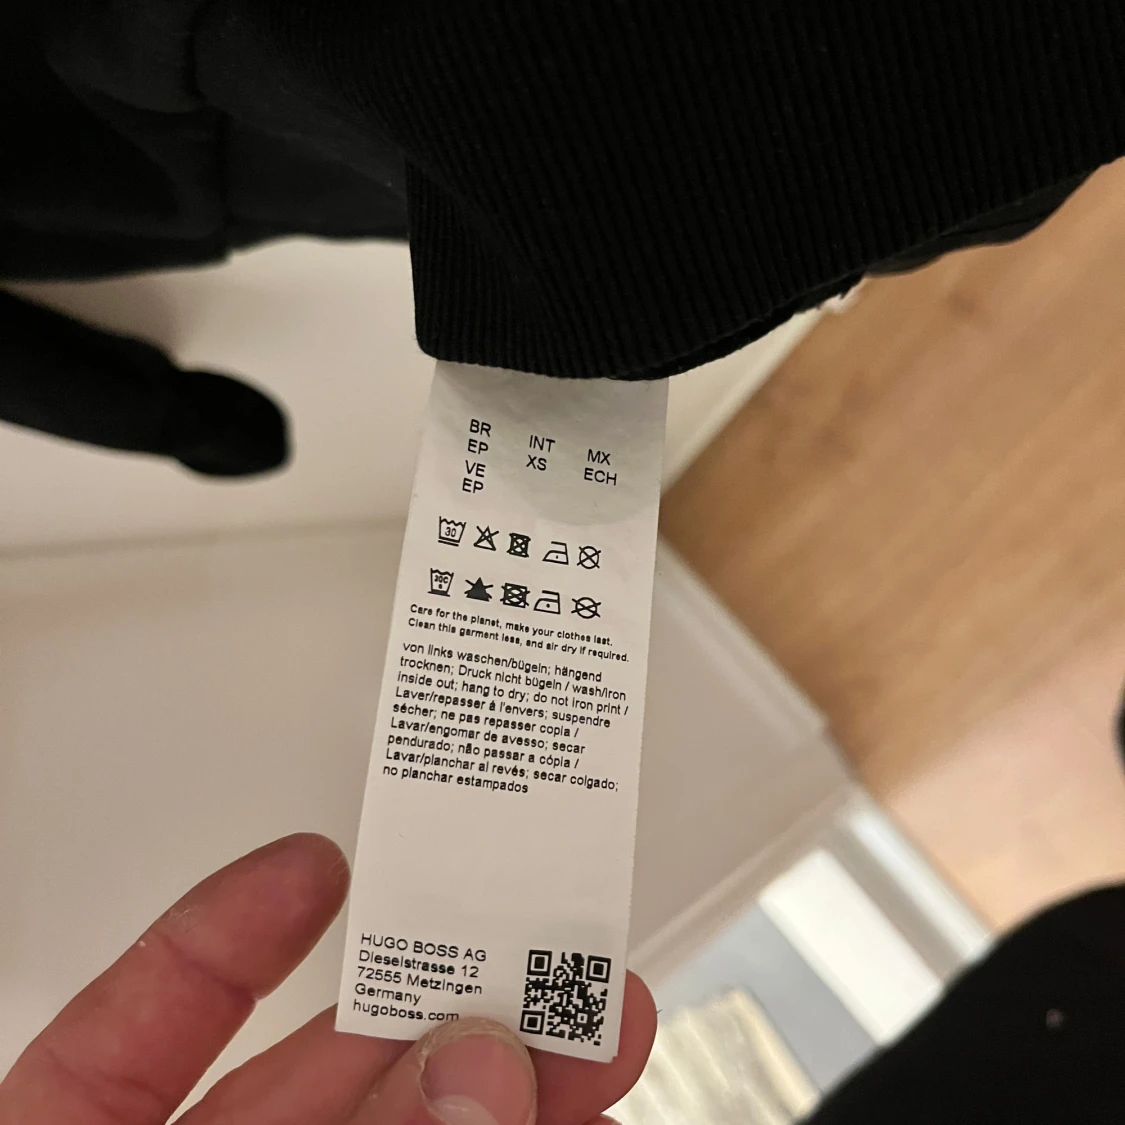 BR
EP
VE
EP
INT
XS
MX
ECH
30
30C
Care for the planet, make your clothes last.
Clean this garment less, and air dry if required.
von links waschen/bügeln; hängend
trocknen; Druck nicht bügeln / wash/iron
inside out; hang to dry; do not iron print /
Laver/repasser à l'envers; suspendre
sécher; ne pas repasser copia /
Lavar/engomar de avesso; secar
pendurado; não passar a cópia /
Lavar/planchar al revés; secar colgado;
no planchar estampados
HUGO BOSS AG
Dieselstrasse 12
72555 Metzingen
Germany
hugoboss.com